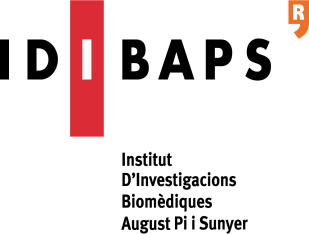 IDIBAPS
R
Institut
D'Investigacions
Biomèdiques
August Pi i Sunyer